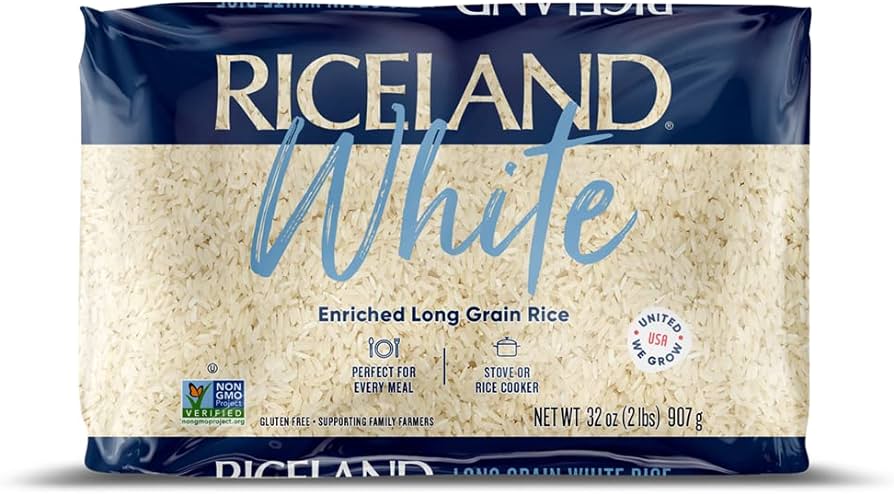 RICELAND
RICELAND®
White
Enriched Long Grain Rice
PERFECT FOR
EVERY MEAL
STOVE OR
RICE COOKER
UNITED
USA
WE GROW
U
NON
GMO
Project
VERIFIED
nongmoproject.org
GLUTEN FREE • SUPPORTING FAMILY FARMERS
NET WT 32 oz (2 lbs) 907 g
RICELAND
LONG GRAIN WHITE RICE